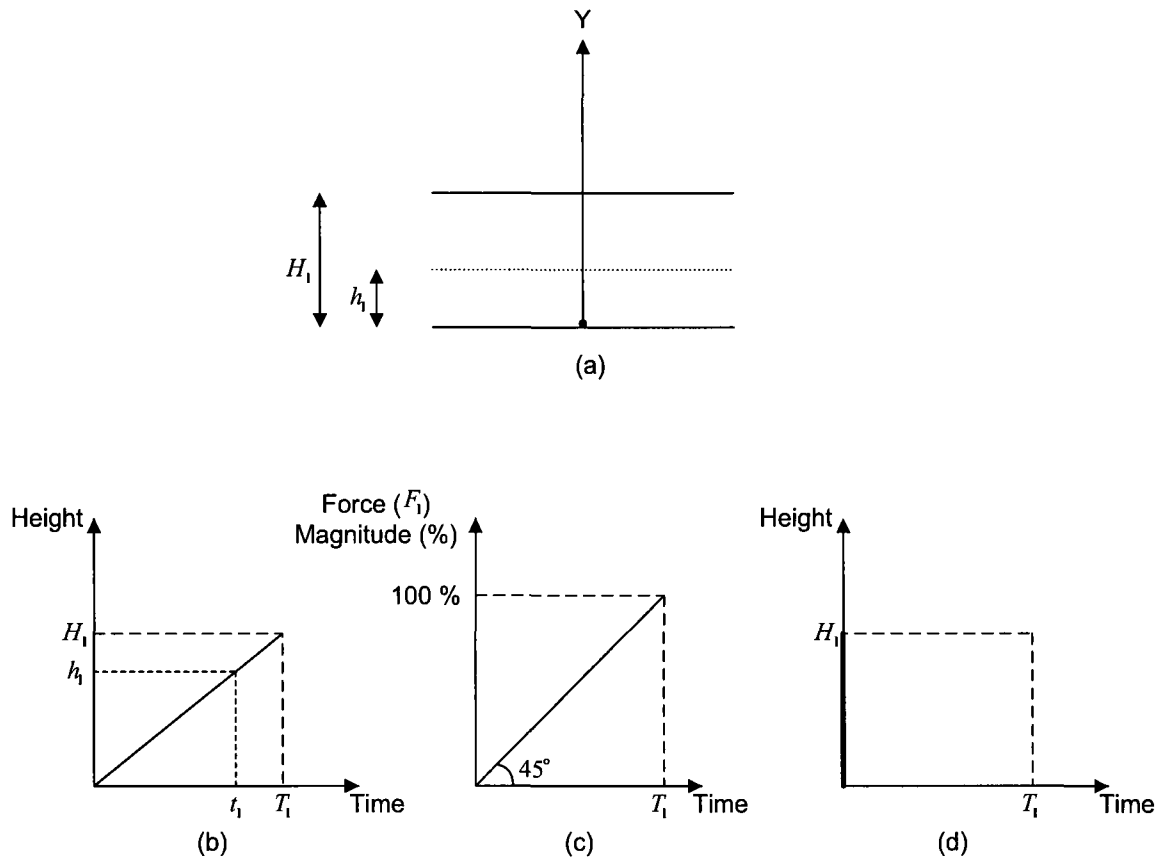 Y
H₁
h₁
(a)
Height
H₁
h₁
t₁
T₁
Time
(b)
Force (F₁)
Magnitude (%)
100 %
45°
T₁
Time
(c)
Height
H₁
T₁
Time
(d)